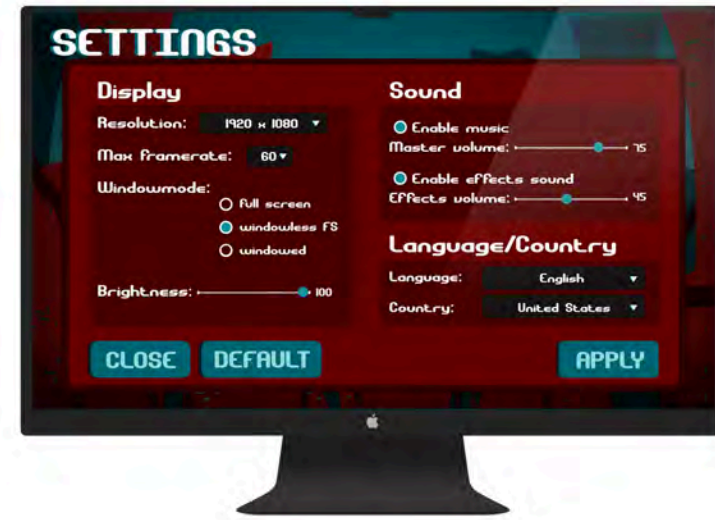 SETTINGS
Display
Resolution: 1920 x 1080
Max framerate: 60
Windowmode:
full screen
windowless FS
windowed
Brightness: 100
Sound
Enable music
Master volume: 75
Enable effects sound
Effects volume: 45
Language/Country
Language: English
Country: United States
CLOSE
DEFAULT
APPLY